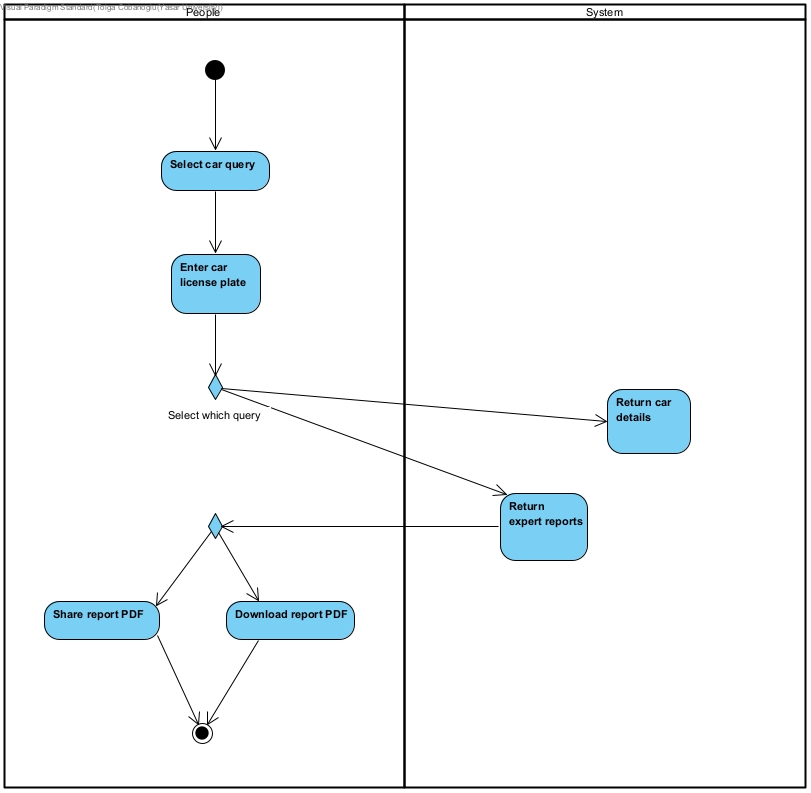 Visual Paradigm Standard(Tolga Cobanoglu(Yasar University))
People
System
Select car query
Enter car
license plate
Select which query
Return car
details
Return
expert reports
Share report PDF
Download report PDF